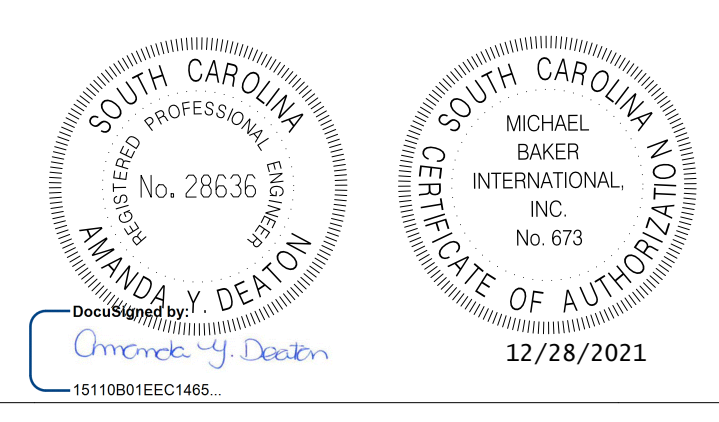 SOUTH CAROLINA
REGISTERED PROFESSIONAL ENGINEER
No. 28636
AMANDA Y. DEATON
SOUTH CAROLINA
MICHAEL
BAKER
INTERNATIONAL,
INC.
No. 673
CERTIFICATE OF AUTHORIZATION
DocuSigned by:
Amanda Y. Deaton
15110B01EEC1465...
12/28/2021